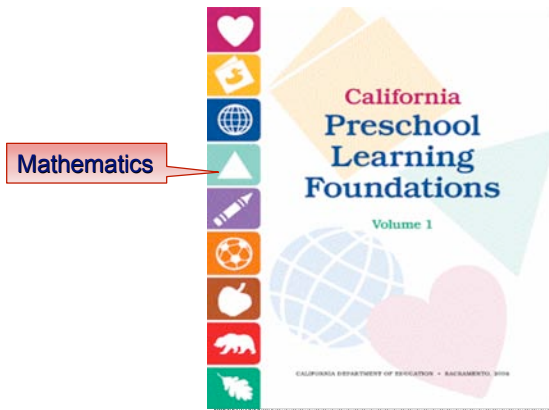 Mathematics
California
Preschool
Learning
Foundations
Volume 1
CALIFORNIA DEPARTMENT OF EDUCATION • SACRAMENTO, 2008